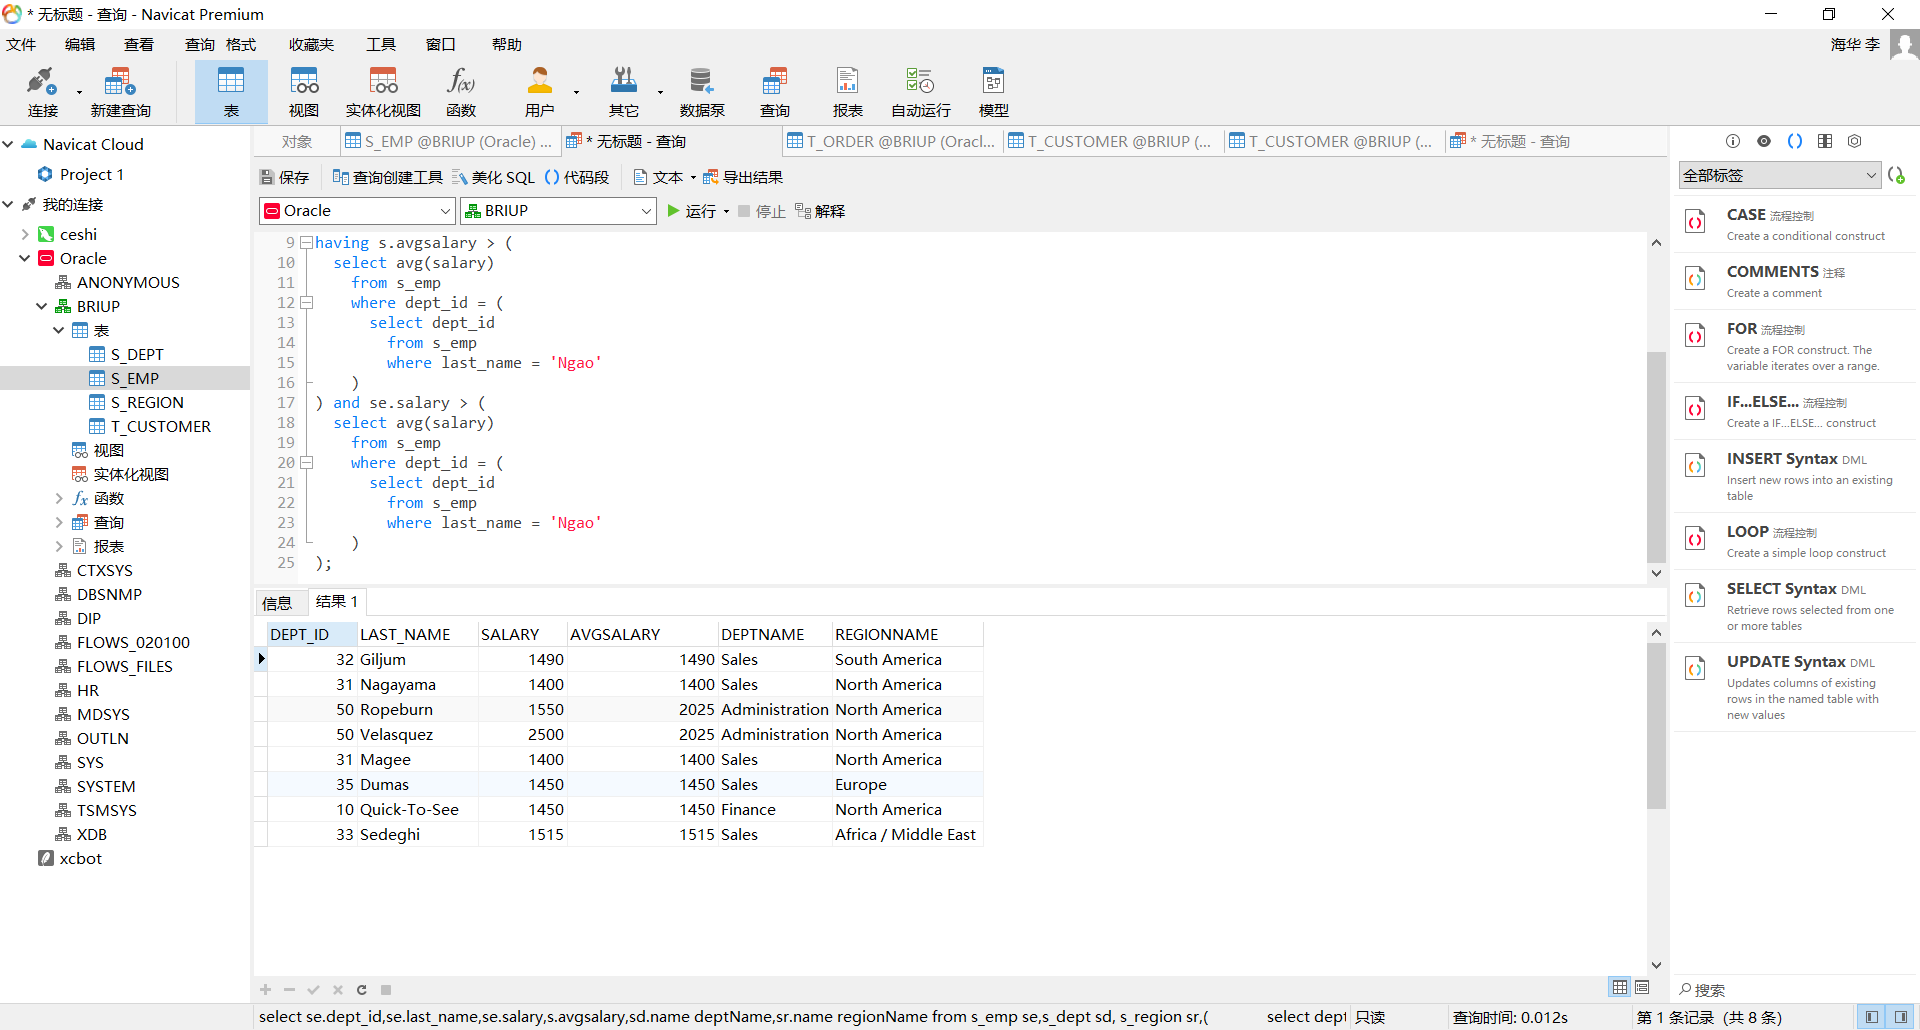 * 无标题 - 查询 - Navicat Premium
文件 编辑 查看 查询 格式 收藏夹 工具 窗口 帮助 海华 李
连接 新建查询 表 视图 实体化视图 函数 用户 其它 数据泵 查询 报表 自动运行 模型
Navicat Cloud
Project 1
我的连接
ceshi
Oracle
ANONYMOUS
BRIUP
表
S_DEPT
S_EMP
S_REGION
T_CUSTOMER
视图
实体化视图
函数
查询
报表
CTXSYS
DBSNMP
DIP
FLOWS_020100
FLOWS_FILES
HR
MDSYS
OUTLN
SYS
SYSTEM
TSMSYS
XDB
xcbot
对象 S_EMP @BRIUP (Oracle) ... * 无标题 - 查询 T_ORDER @BRIUP (Oracl... T_CUSTOMER @BRIUP (... T_CUSTOMER @BRIUP (... * 无标题 - 查询
保存 查询创建工具 美化 SQL 代码段 文本 导出结果
Oracle BRIUP 运行 停止 解释
9 having s.avgsalary > (
10 select avg(salary)
11 from s_emp
12 where dept_id = (
13 select dept_id
14 from s_emp
15 where last_name = 'Ngao'
16 )
17 ) and se.salary > (
18 select avg(salary)
19 from s_emp
20 where dept_id = (
21 select dept_id
22 from s_emp
23 where last_name = 'Ngao'
24 )
25 );
信息 结果 1
DEPT_ID LAST_NAME SALARY AVGSALARY DEPTNAME REGIONNAME
32 Giljum 1490 1490 Sales South America
31 Nagayama 1400 1400 Sales North America
50 Ropeburn 1550 2025 Administration North America
50 Velasquez 2500 2025 Administration North America
31 Magee 1400 1400 Sales North America
35 Dumas 1450 1450 Sales Europe
10 Quick-To-See 1450 1450 Finance North America
33 Sedeghi 1515 1515 Sales Africa / Middle East
全部标签
CASE 流程控制
Create a conditional construct
COMMENTS 注释
Create a comment
FOR 流程控制
Create a FOR construct. The
variable iterates over a range.
IF...ELSE... 流程控制
Create a IF...ELSE... construct
INSERT Syntax DML
Insert new rows into an existing
table
LOOP 流程控制
Create a simple loop construct
SELECT Syntax DML
Retrieve rows selected from one
or more tables
UPDATE Syntax DML
Updates columns of existing
rows in the named table with
new values
搜索
select se.dept_id,se.last_name,se.salary,s.avgsalary,sd.name deptName,sr.name regionName from s_emp se,s_dept sd, s_region sr,( select dept 只读 查询时间: 0.012s 第 1 条记录 (共 8 条)